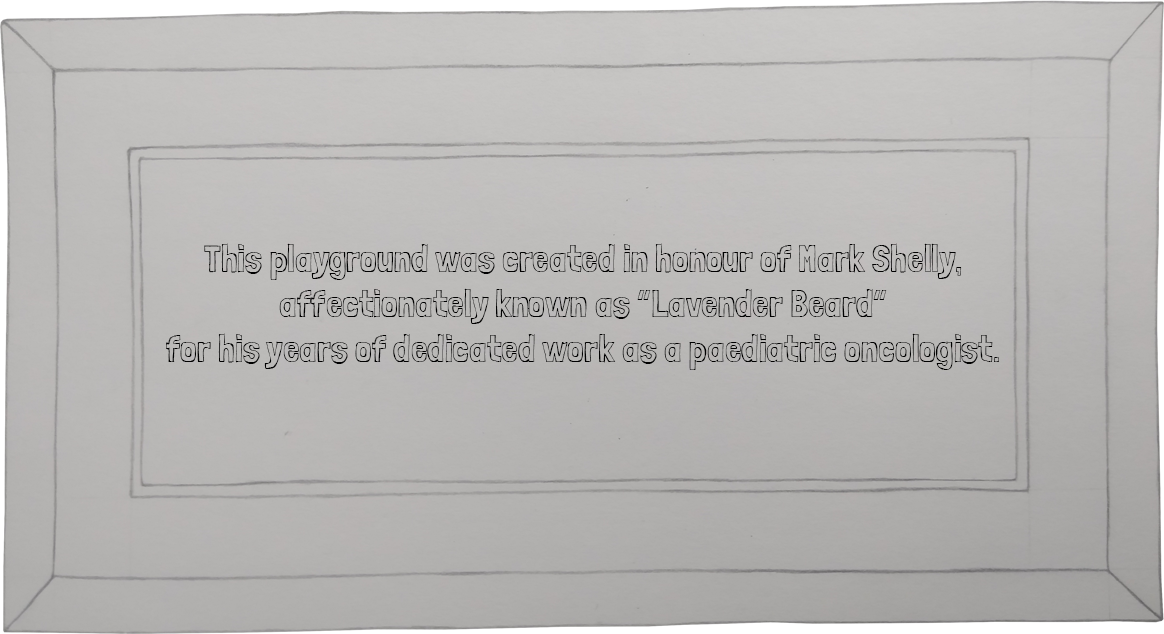 This playground was created in honour of Mark Shelly,
affectionately known as “Lavender Beard”
for his years of dedicated work as a paediatric oncologist.